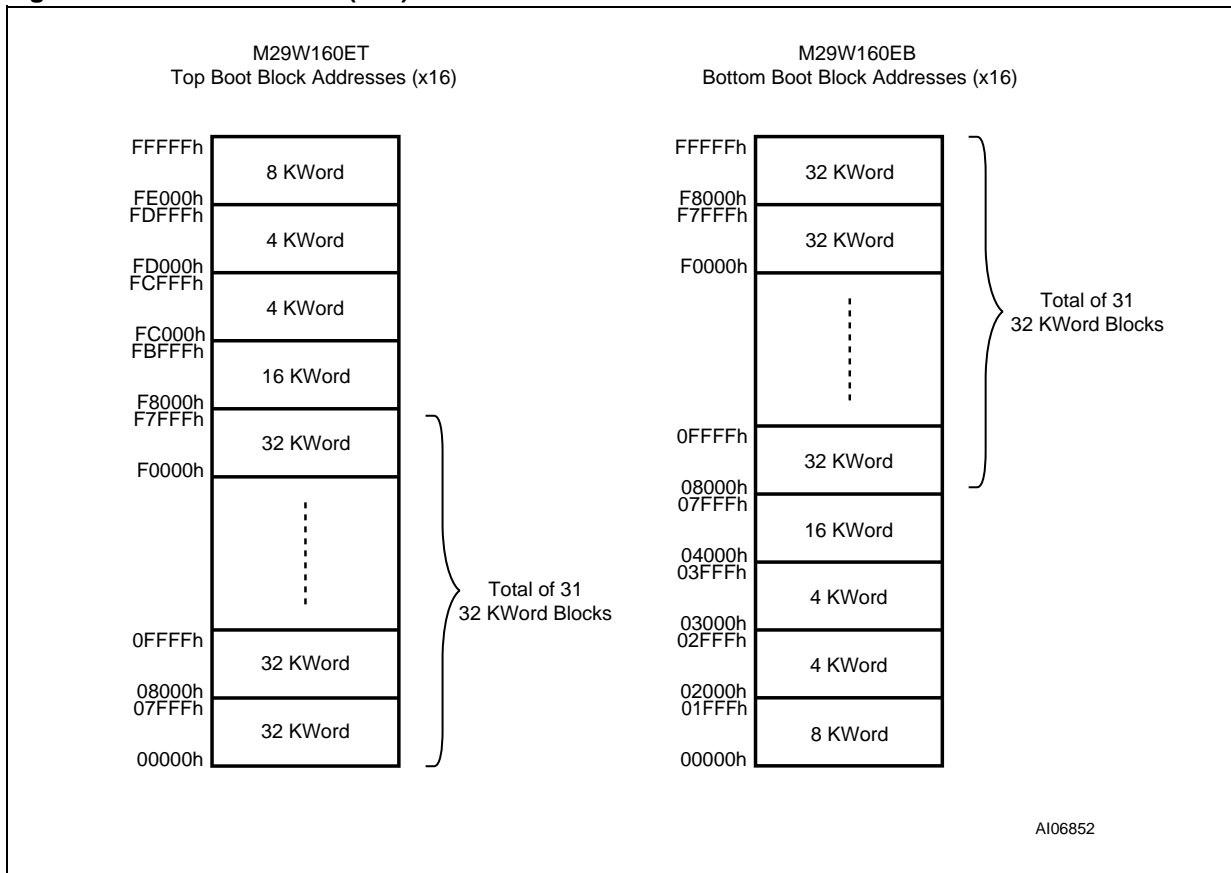 M29W160ET
Top Boot Block Addresses (x16)
FFFFFh
8 KWord
FE000h
FDFFFh
4 KWord
FD000h
FCFFFh
4 KWord
FC000h
FBFFFh
16 KWord
F8000h
F7FFFh
32 KWord
F0000h
Total of 31
32 KWord Blocks
0FFFFh
32 KWord
08000h
07FFFh
32 KWord
00000h
M29W160EB
Bottom Boot Block Addresses (x16)
FFFFFh
32 KWord
F8000h
F7FFFh
32 KWord
F0000h
Total of 31
32 KWord Blocks
0FFFFh
32 KWord
08000h
07FFFh
16 KWord
04000h
03FFFh
4 KWord
03000h
02FFFh
4 KWord
02000h
01FFFh
8 KWord
00000h
AI06852